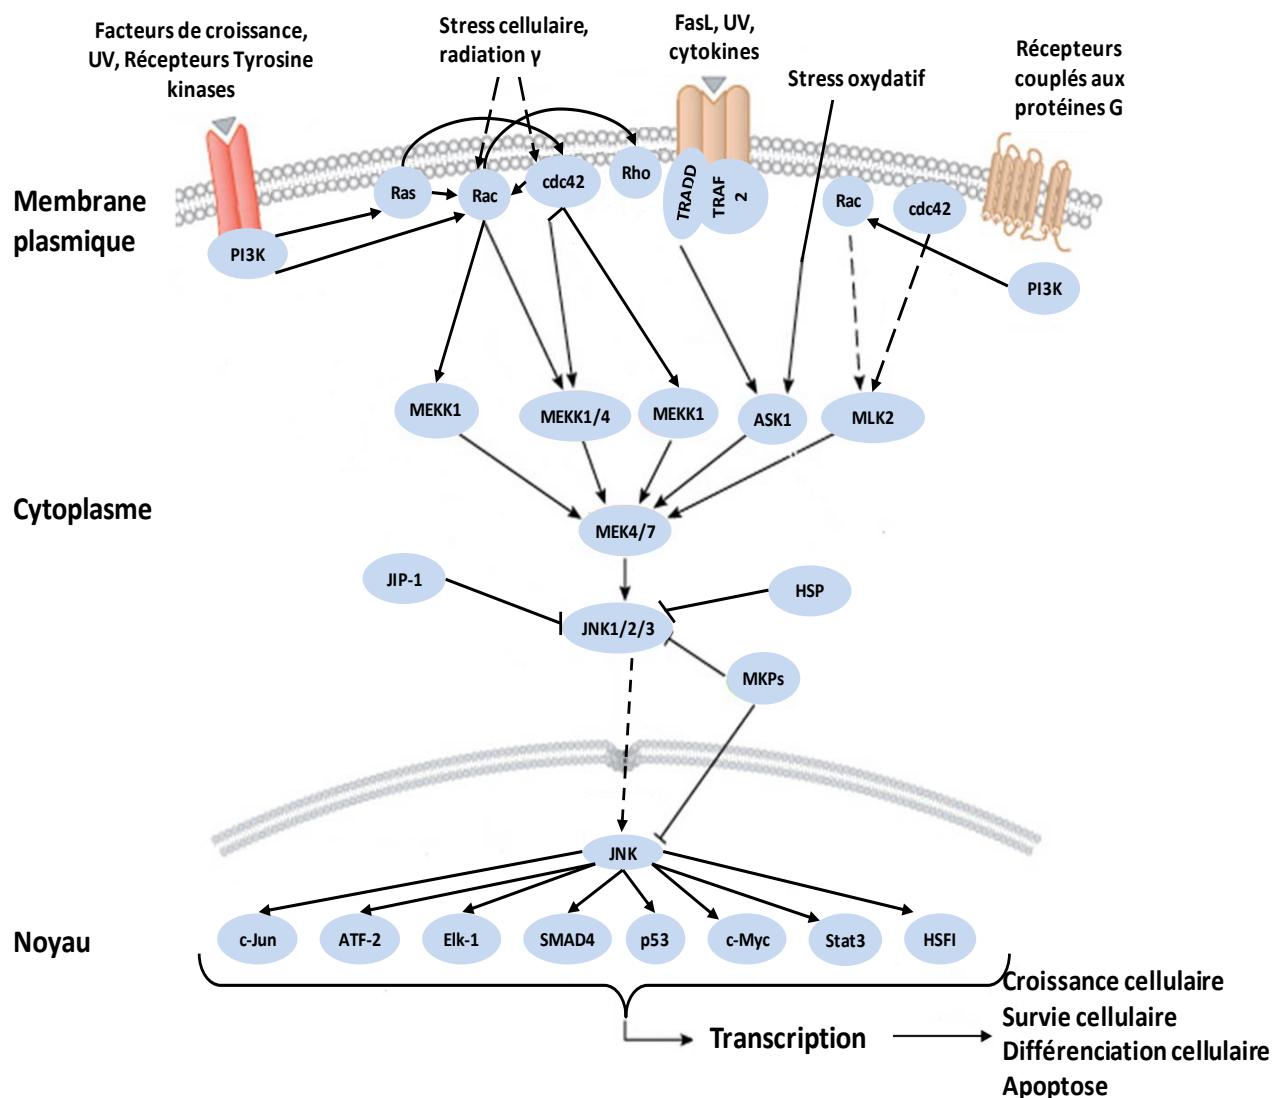 Facteurs de croissance,
UV, Récepteurs Tyrosine
kinases
Stress cellulaire,
radiation γ
FasL, UV,
cytokines
Stress oxydatif
Récepteurs
couplés aux
protéines G
Membrane
plasmique
Ras
Rac
cdc42
Rho
TRADD
TRAF
2
Rac
cdc42
PI3K
PI3K
MEKK1
MEKK1/4
MEKK1
ASK1
MLK2
Cytoplasme
MEK4/7
JIP-1
HSP
JNK1/2/3
MKPs
JNK
Noyau
c-Jun
ATF-2
Elk-1
SMAD4
p53
c-Myc
Stat3
HSFI
Transcription
Croissance cellulaire
Survie cellulaire
Différenciation cellulaire
Apoptose